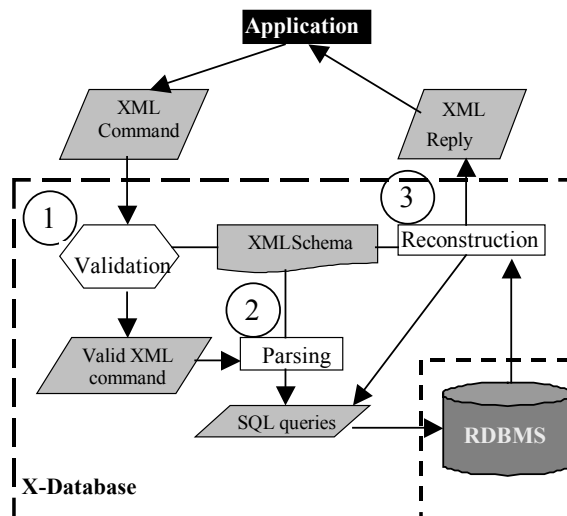 Application
XML
Command
XML
Reply
1
3
Validation
XMLSchema
Reconstruction
2
Valid XML
command
Parsing
SQL queries
RDBMS
X-Database